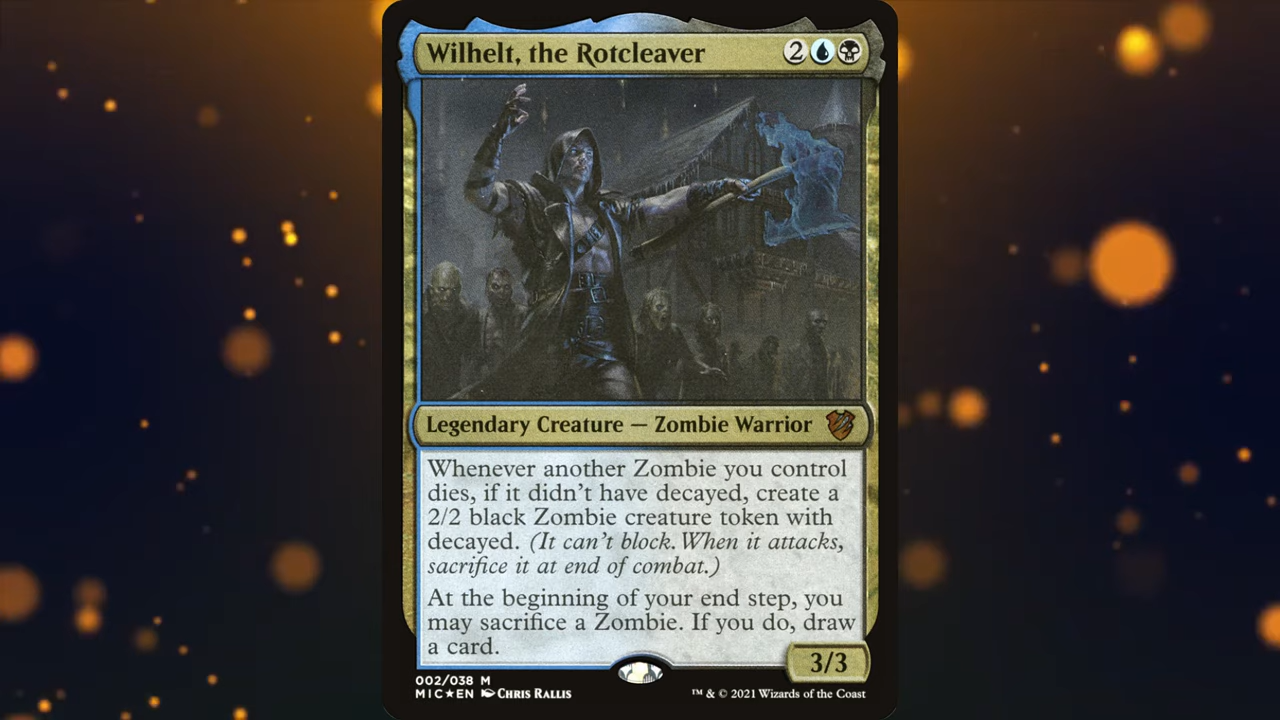 Wilhelt, the Rotcleaver 2
Legendary Creature — Zombie Warrior
Whenever another Zombie you control
dies, if it didn't have decayed, create a
2/2 black Zombie creature token with
decayed. (It can't block. When it attacks,
sacrifice it at end of combat.)
At the beginning of your end step, you
may sacrifice a Zombie. If you do, draw
a card.
3/3
002/038 M
MIC★EN Chris Rallis
™ & © 2021 Wizards of the Coast